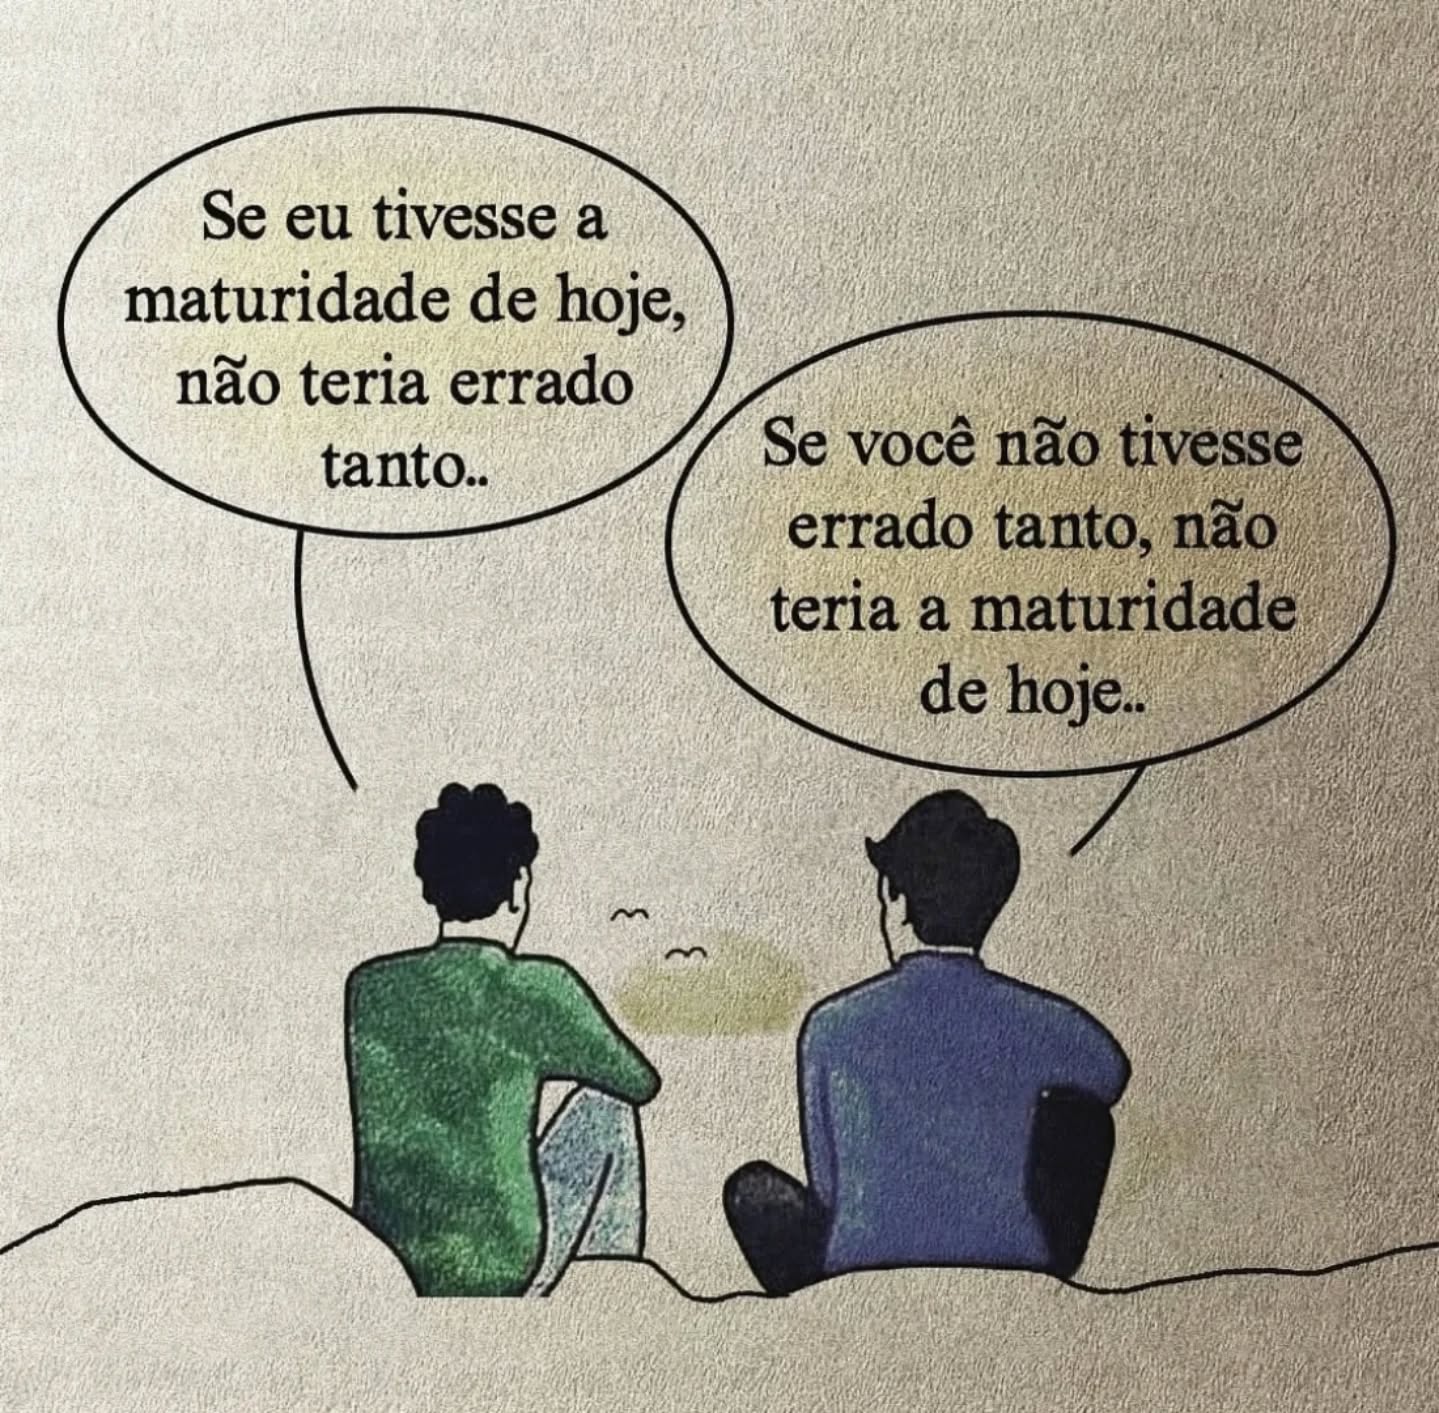 Se eu tivesse a
maturidade de hoje,
não teria errado
tanto..
Se você não tivesse
errado tanto, não
teria a maturidade
de hoje..